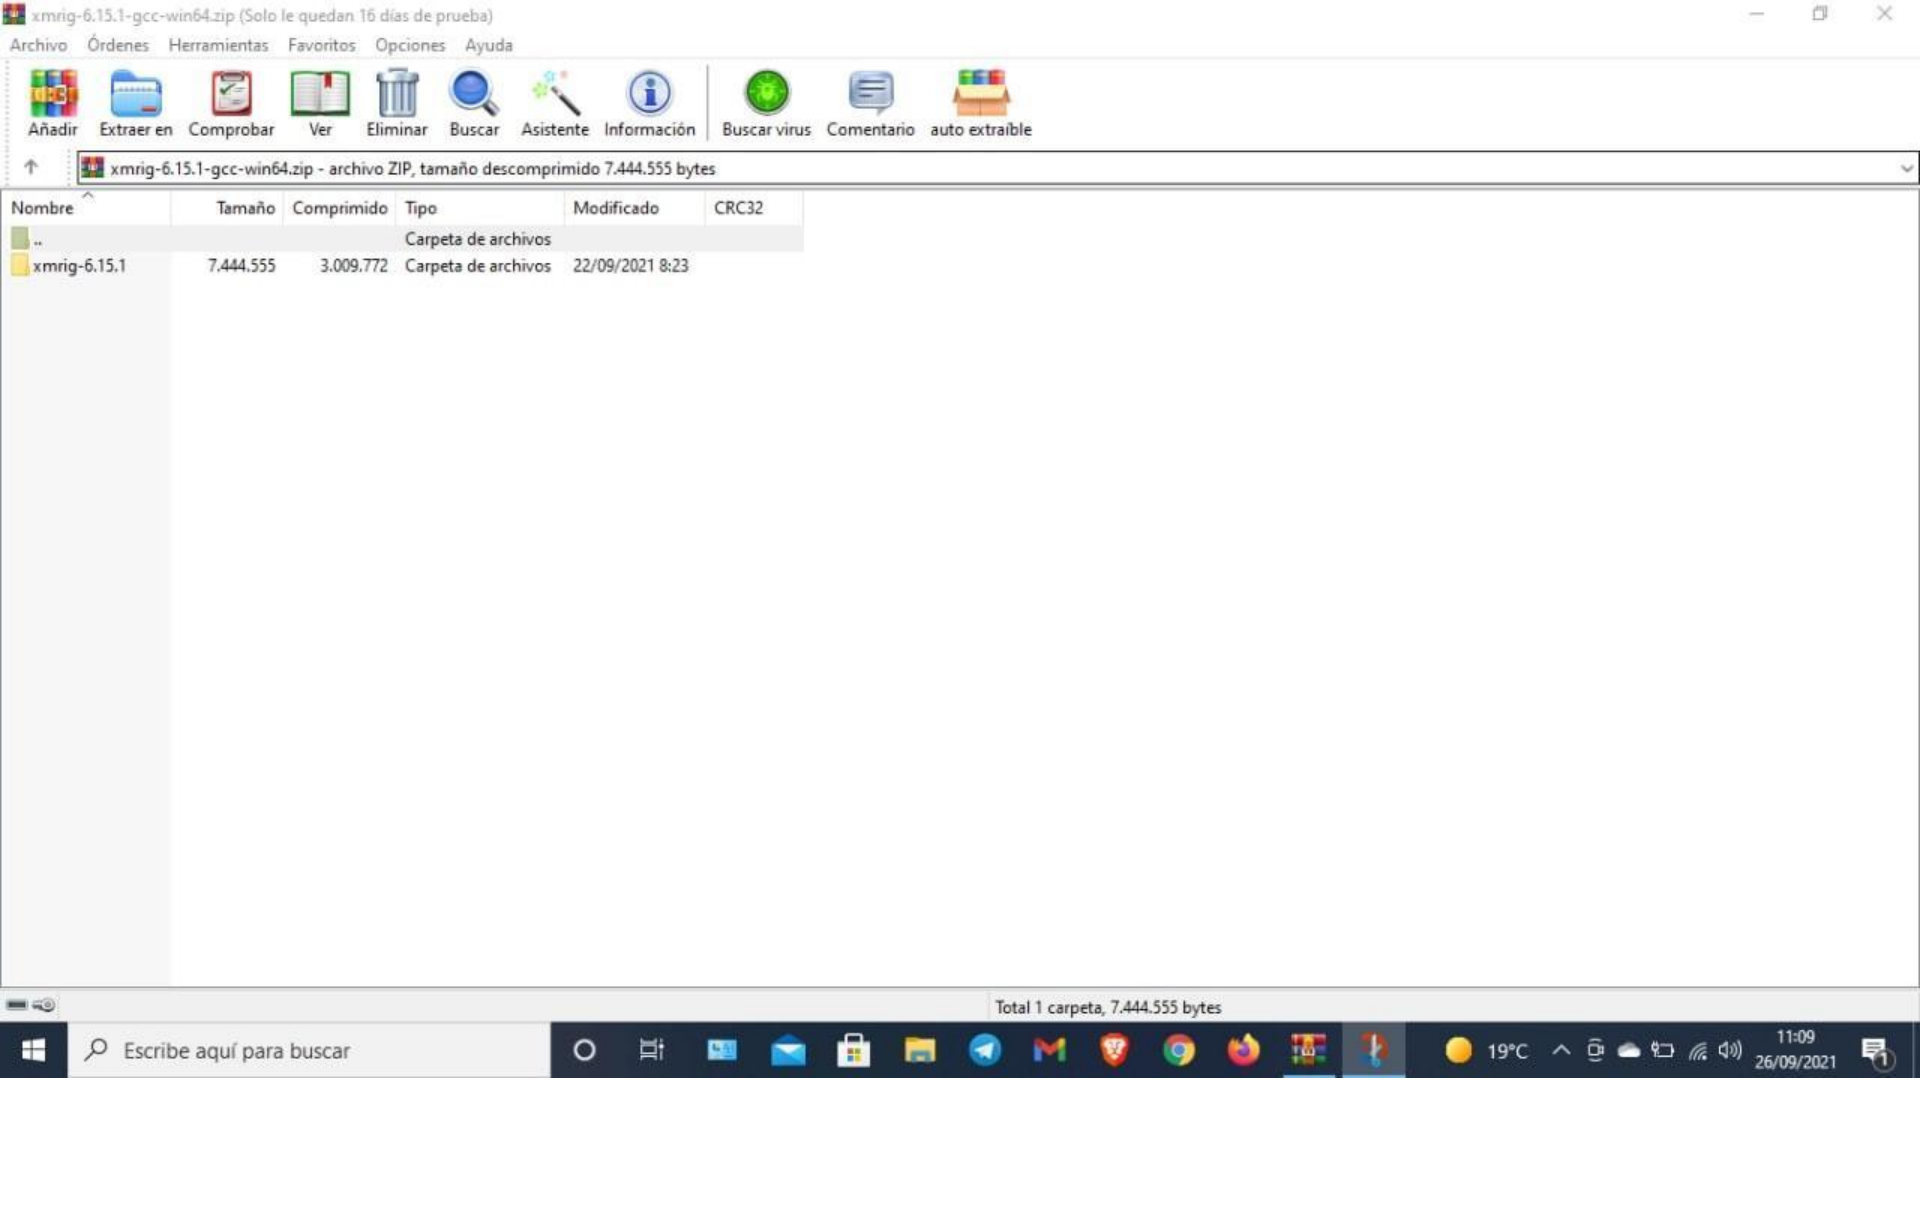 xmrig-6.15.1-gcc-win64.zip (Solo le quedan 16 días de prueba)
Archivo Órdenes Herramientas Favoritos Opciones Ayuda
Añadir Extraer en Comprobar Ver Eliminar Buscar Asistente Información Buscar virus Comentario auto extraíble
xmrig-6.15.1-gcc-win64.zip - archivo ZIP, tamaño descomprimido 7.444.555 bytes
Nombre Tamaño Comprimido Tipo Modificado CRC32
.. Carpeta de archivos
xmrig-6.15.1 7.444.555 3.009.772 Carpeta de archivos 22/09/2021 8:23
Total 1 carpeta, 7.444.555 bytes
Escribe aquí para buscar
19°C
11:09
26/09/2021
1